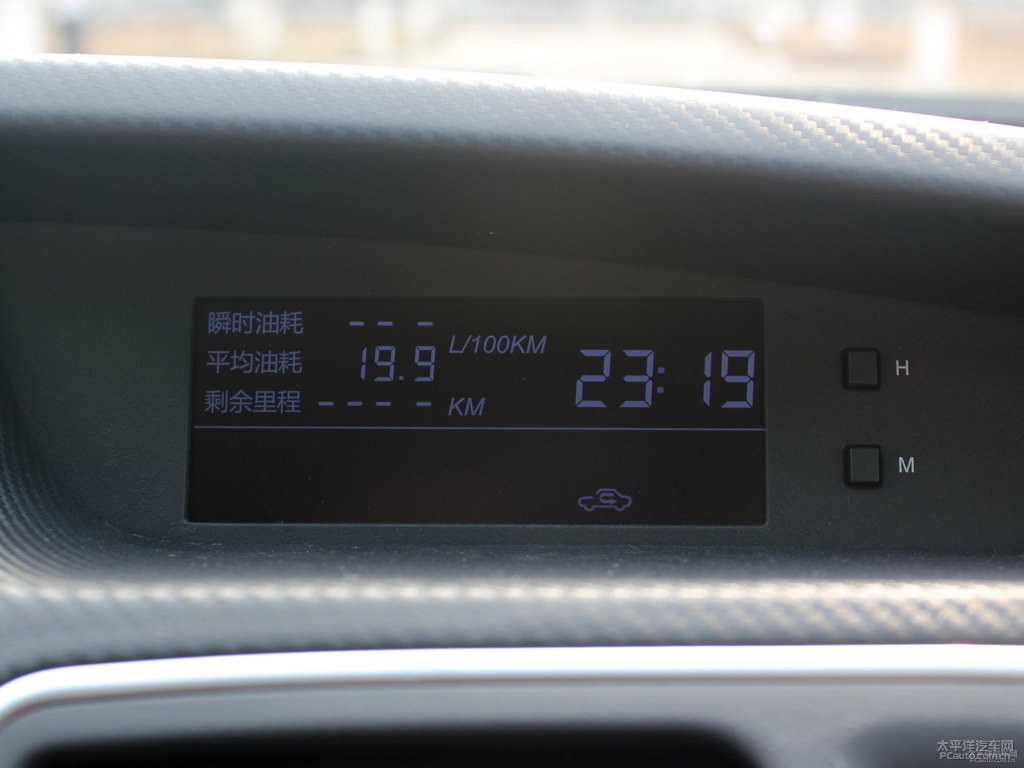 瞬时油耗 - - -
平均油耗 19.9 L/100KM
剩余里程 - - - - KM
23:19
H
M
太平洋汽车网
PCauto.com.cn